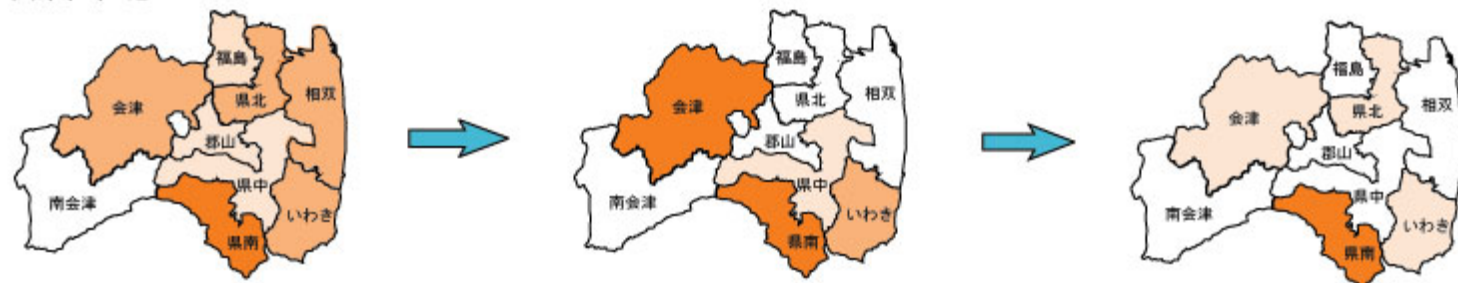 福島
県北
相双
会津
郡山
県中
南会津
いわき
県南
福島
県北
相双
会津
郡山
県中
南会津
いわき
県南
福島
県北
相双
会津
郡山
県中
南会津
いわき
県南